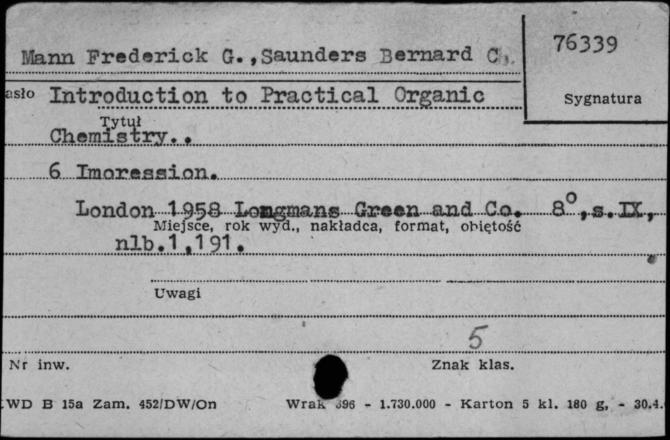 Mann Frederick G.,Saunders Bernard C.
76339
Sygnatura
asło Introduction to Practical Organic
Tytuł
Chemistry..
6 Imoression.
London 1958 Longmans Green and Co. 8°,s.IX,
Miejsce, rok wyd., nakładca, format, objętość
nlb.1,191.
Uwagi
5
Nr inw.
Znak klas.
WD B 15a Zam. 452/DW/On Wrak 396 - 1.730.000 - Karton 5 kl. 180 g, - 30.4.